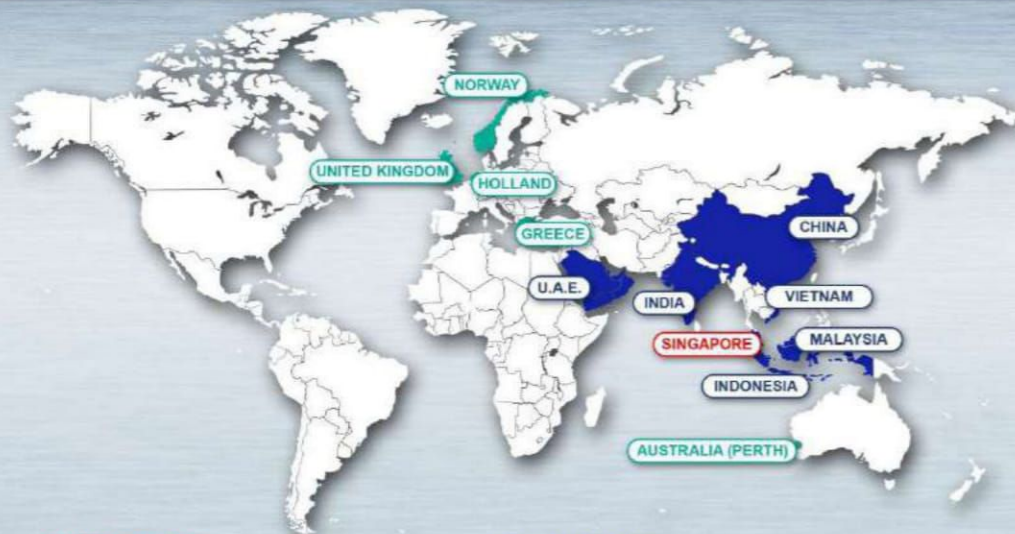 NORWAY
UNITED KINGDOM
HOLLAND
GREECE
CHINA
U.A.E.
INDIA
VIETNAM
SINGAPORE
MALAYSIA
INDONESIA
AUSTRALIA (PERTH)